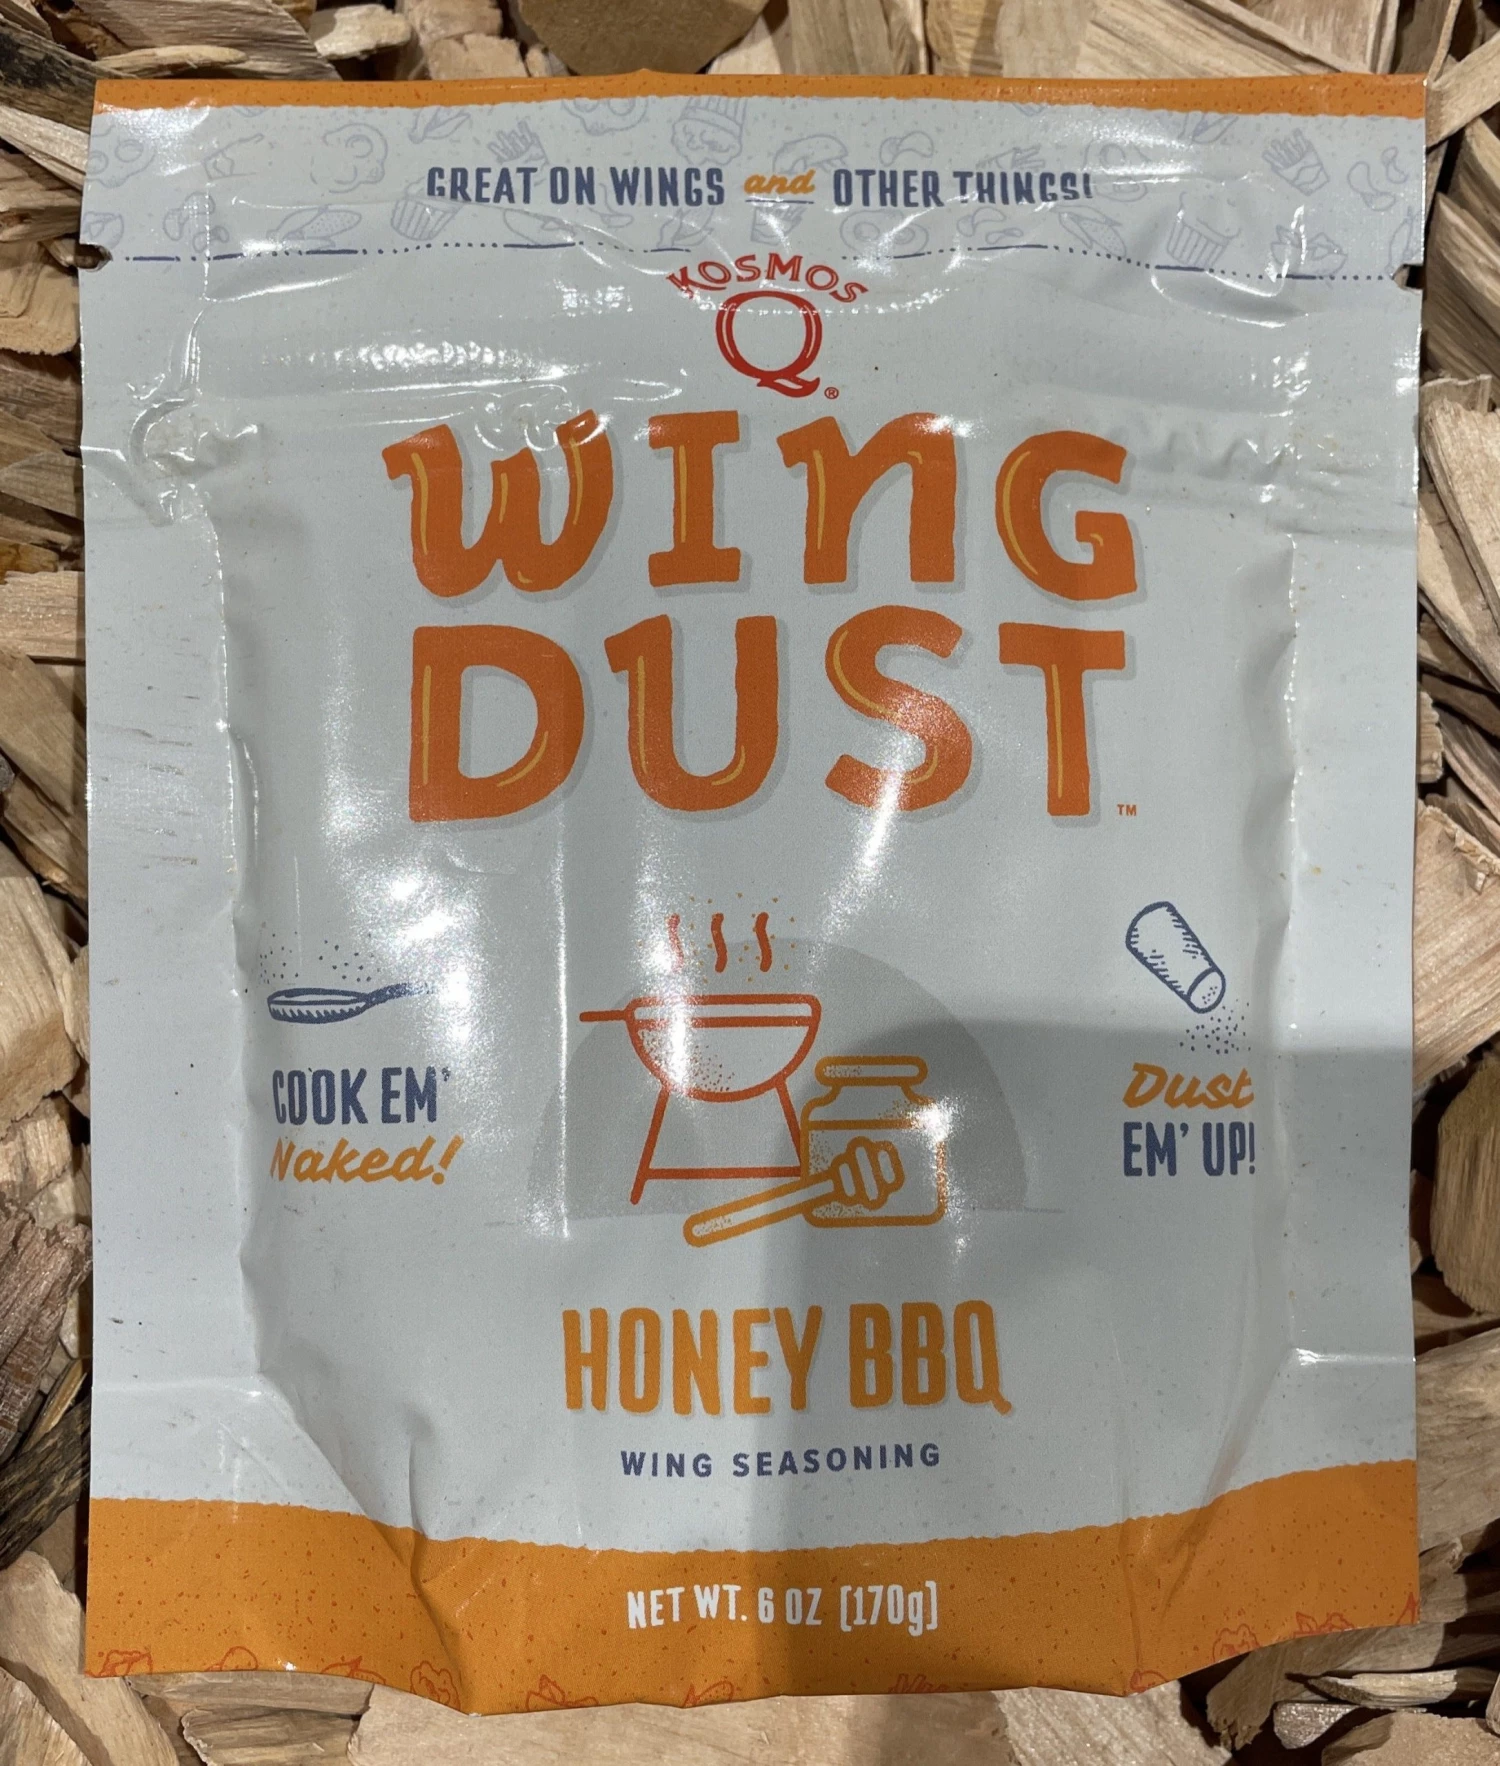 GREAT ON WINGS and OTHER THINGS!
KOSMOS
Q®
WING
DUST™
COOK EM'
Naked!
Dust
EM' UP!
HONEY BBQ
WING SEASONING
NET WT. 6 OZ (170g)